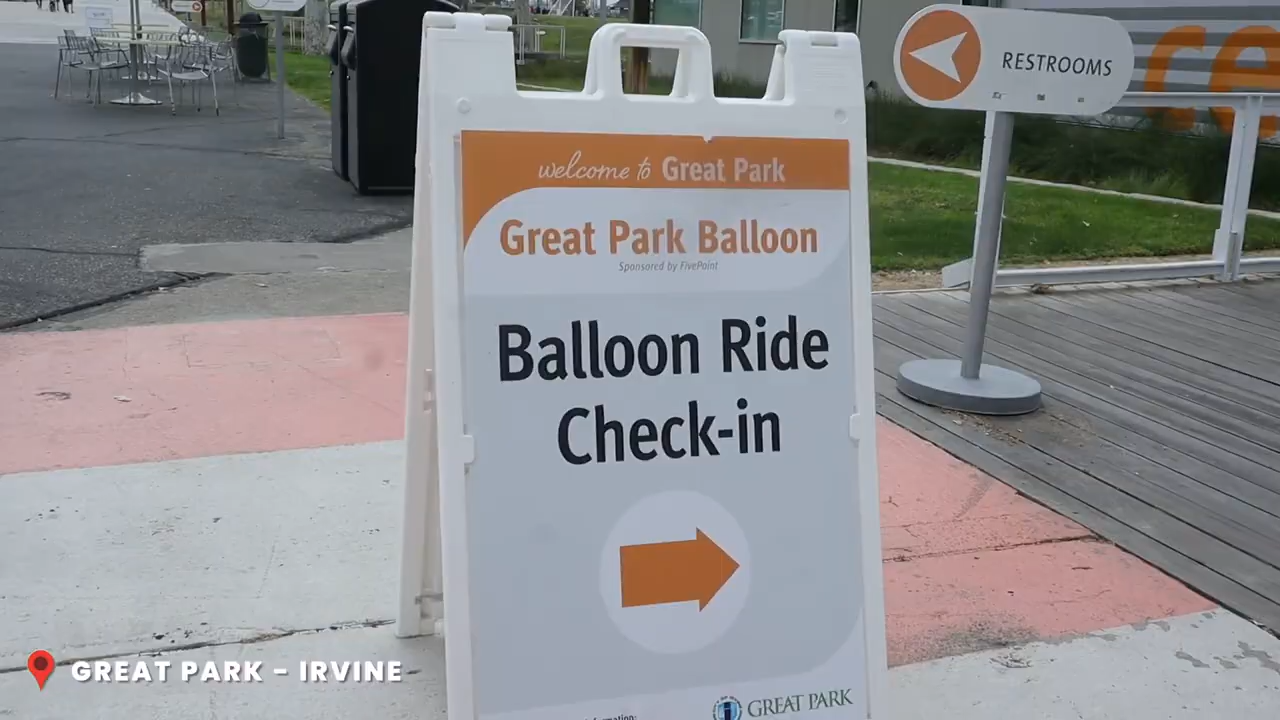 welcome to Great Park
Great Park Balloon
Sponsored by FivePoint
Balloon Ride
Check-in
GREAT PARK
RESTROOMS
GREAT PARK – IRVINE